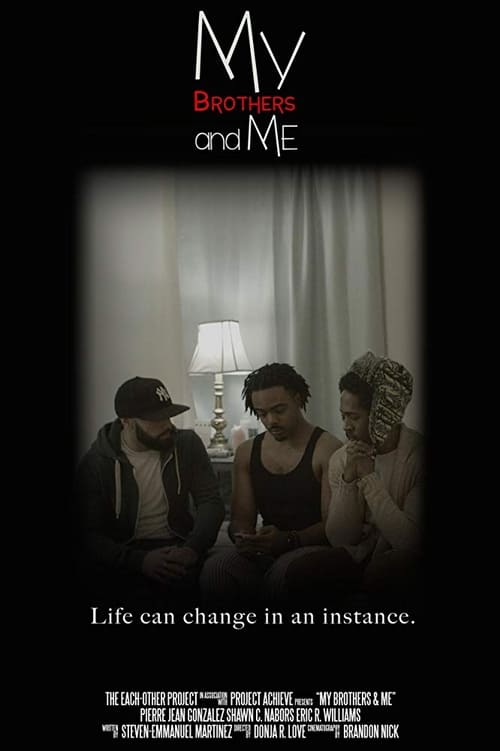 My
BROTHERS
and ME
Life can change in an instance.
THE EACH-OTHER PROJECT IN ASSOCIATION WITH PROJECT ACHIEVE PRESENTS "MY BROTHERS & ME"
PIERRE JEAN GONZALEZ SHAWN C. NABORS ERIC R. WILLIAMS
WRITTEN BY STEVEN-EMMANUEL MARTINEZ DIRECTED BY DONJA R. LOVE CINEMATOGRAPHY BY BRANDON NICK